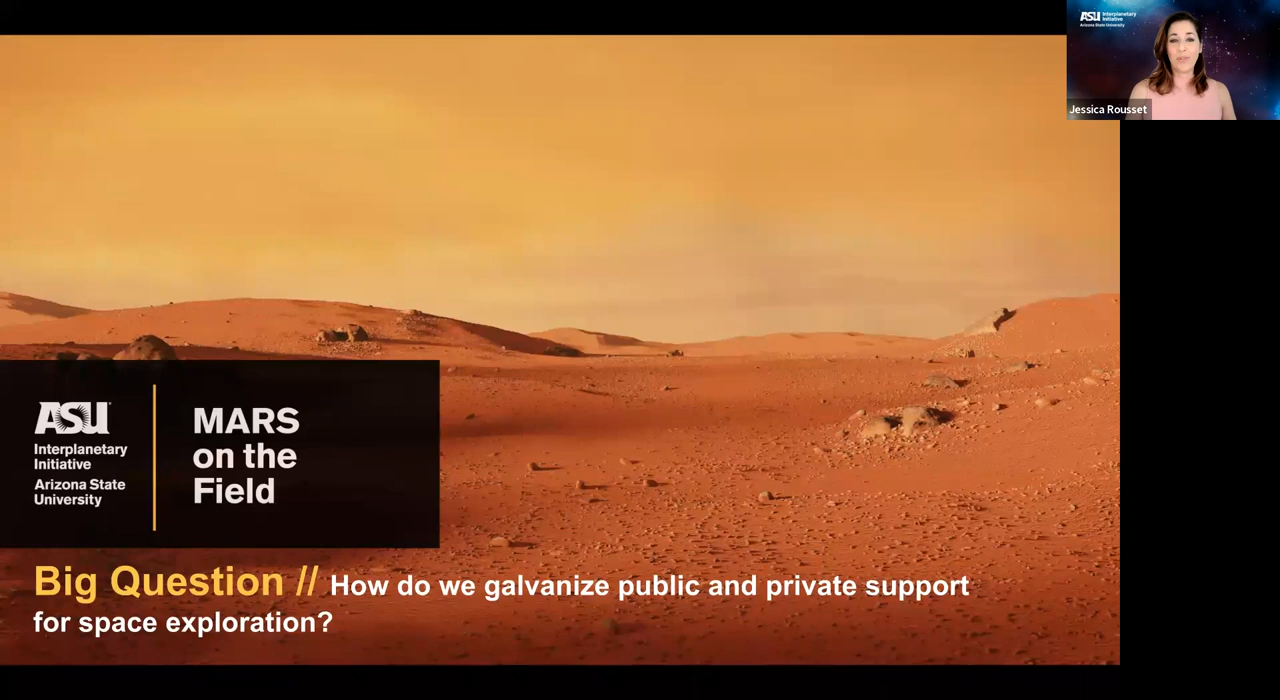 ASU Interplanetary
Initiative
Arizona State University
Jessica Rousset
ASU
Interplanetary
Initiative
Arizona State
University
MARS
on the
Field
Big Question // How do we galvanize public and private support
for space exploration?